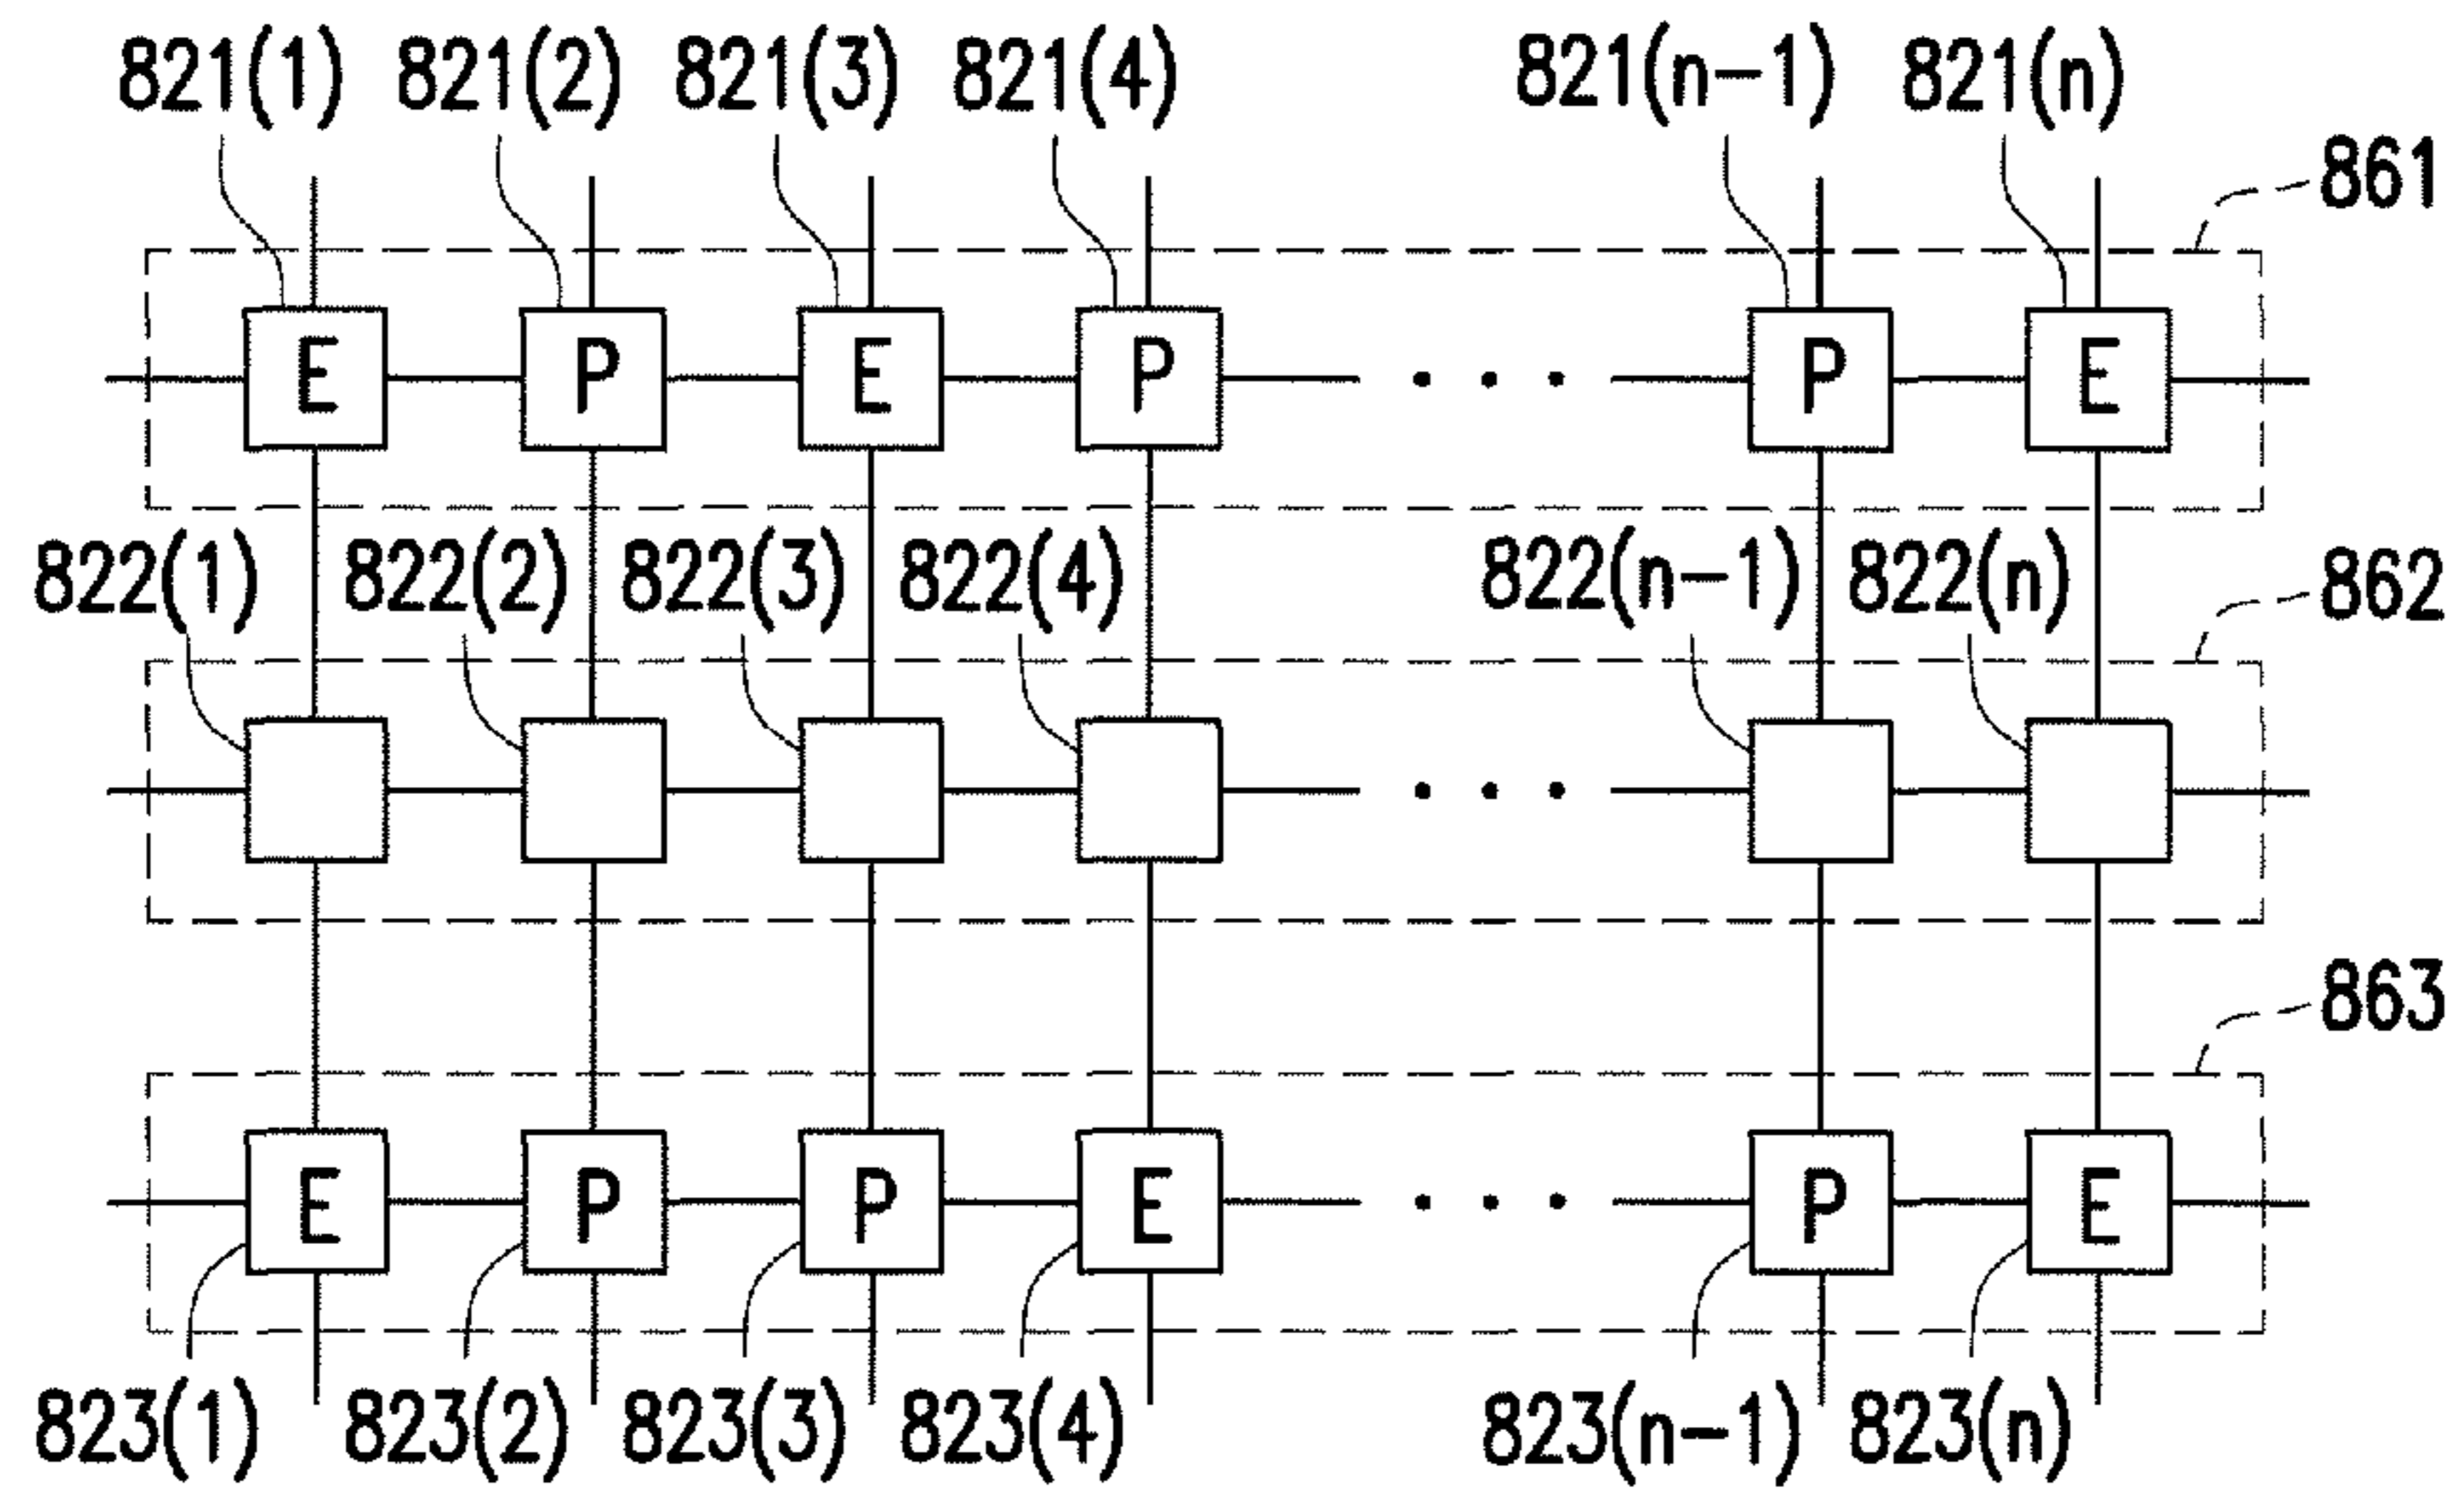 821(1) 821(2) 821(3) 821(4) 821(n-1) 821(n)
861
E P E P P E
822(1) 822(2) 822(3) 822(4) 822(n-1) 822(n)
862
863
E P P E P E
823(1) 823(2) 823(3) 823(4) 823(n-1) 823(n)